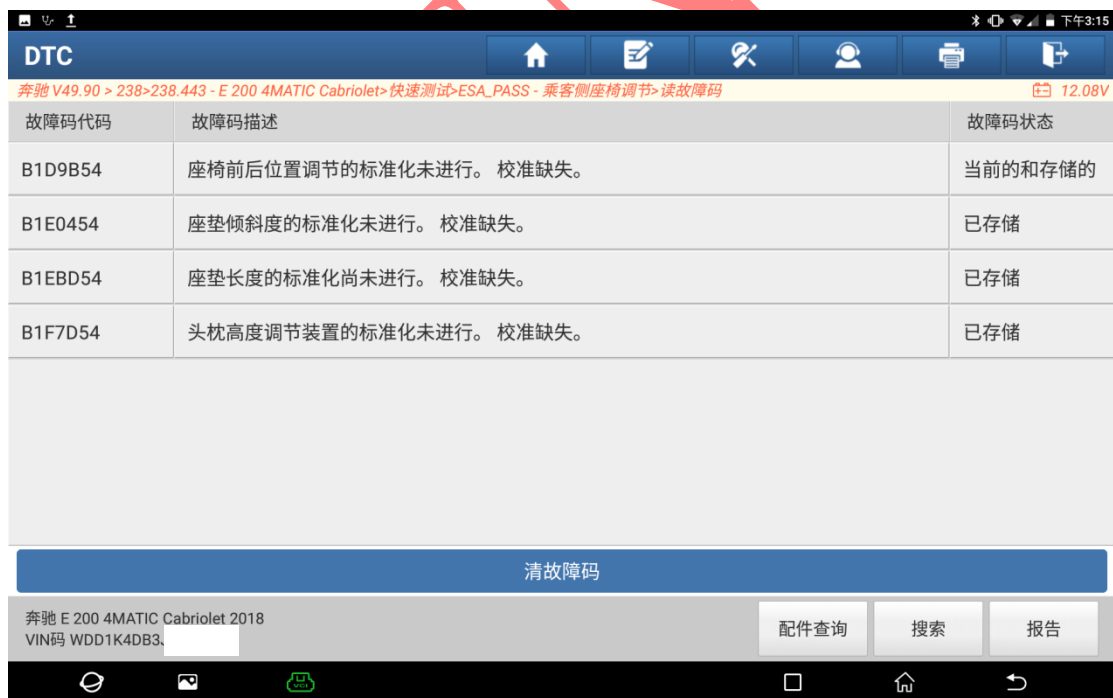 下午3:15
DTC
奔驰 V49.90 > 238>238.443 - E 200 4MATIC Cabriolet>快速测试>ESA_PASS - 乘客侧座椅调节>读故障码 12.08V
故障码代码 故障码描述 故障码状态
B1D9B54 座椅前后位置调节的标准化未进行。 校准缺失。 当前的和存储的
B1E0454 座垫倾斜度的标准化未进行。 校准缺失。 已存储
B1EBD54 座垫长度的标准化尚未进行。 校准缺失。 已存储
B1F7D54 头枕高度调节装置的标准化未进行。 校准缺失。 已存储
清故障码
奔驰 E 200 4MATIC Cabriolet 2018
VIN码 WDD1K4DB3J
配件查询 搜索 报告
VCI